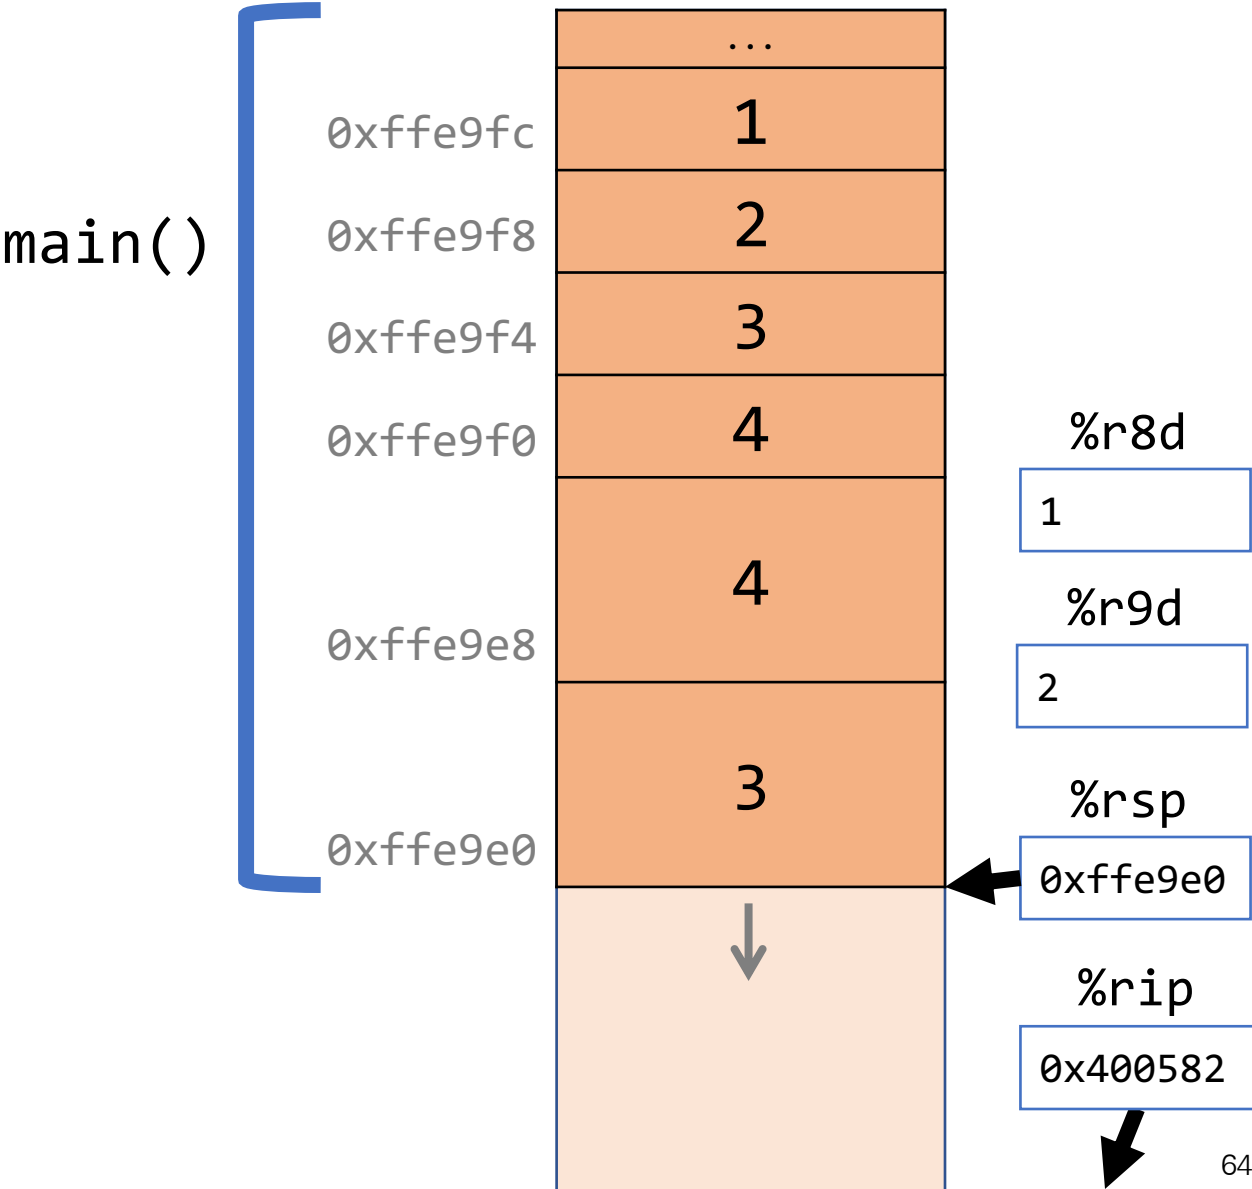 ...
0xffe9fc 1
main() 0xffe9f8 2
0xffe9f4 3
0xffe9f0 4
%r8d
1
4
%r9d
0xffe9e8
2
3
%rsp
0xffe9e0
0xffe9e0
%rip
0x400582
64